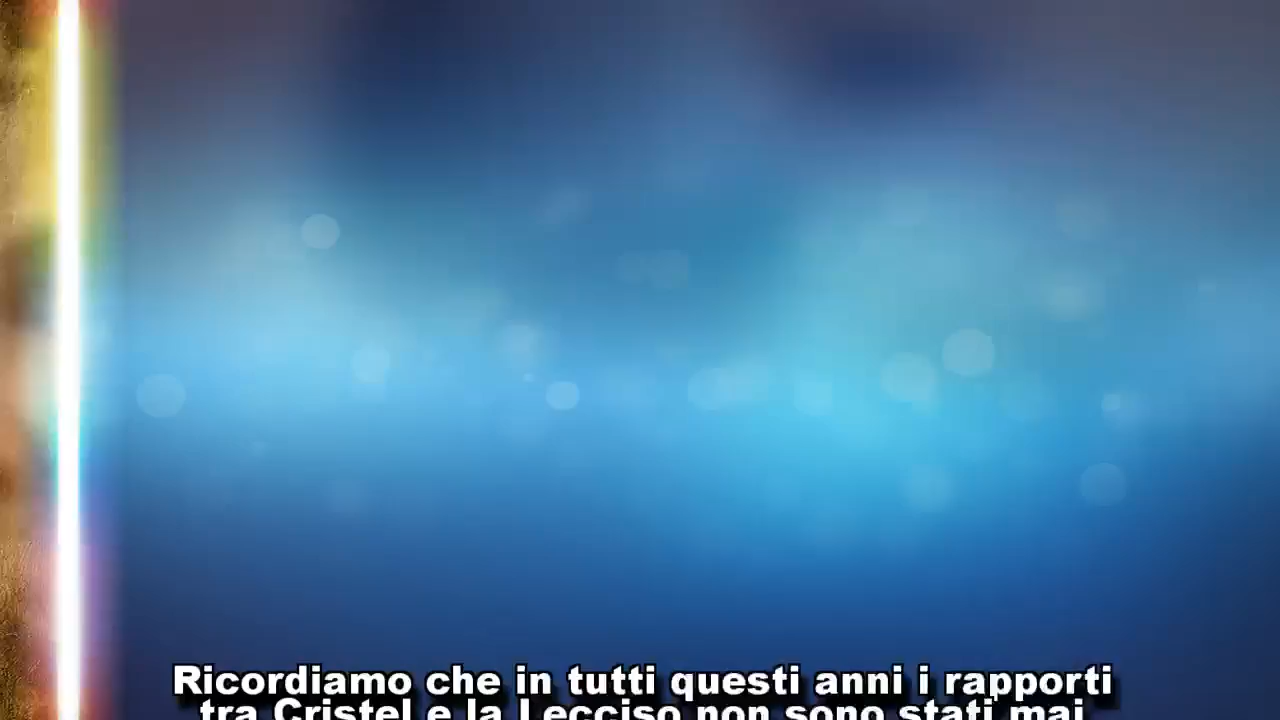 Ricordiamo che in tutti questi anni i rapporti
tra Cristel e la Lecciso non sono stati mai